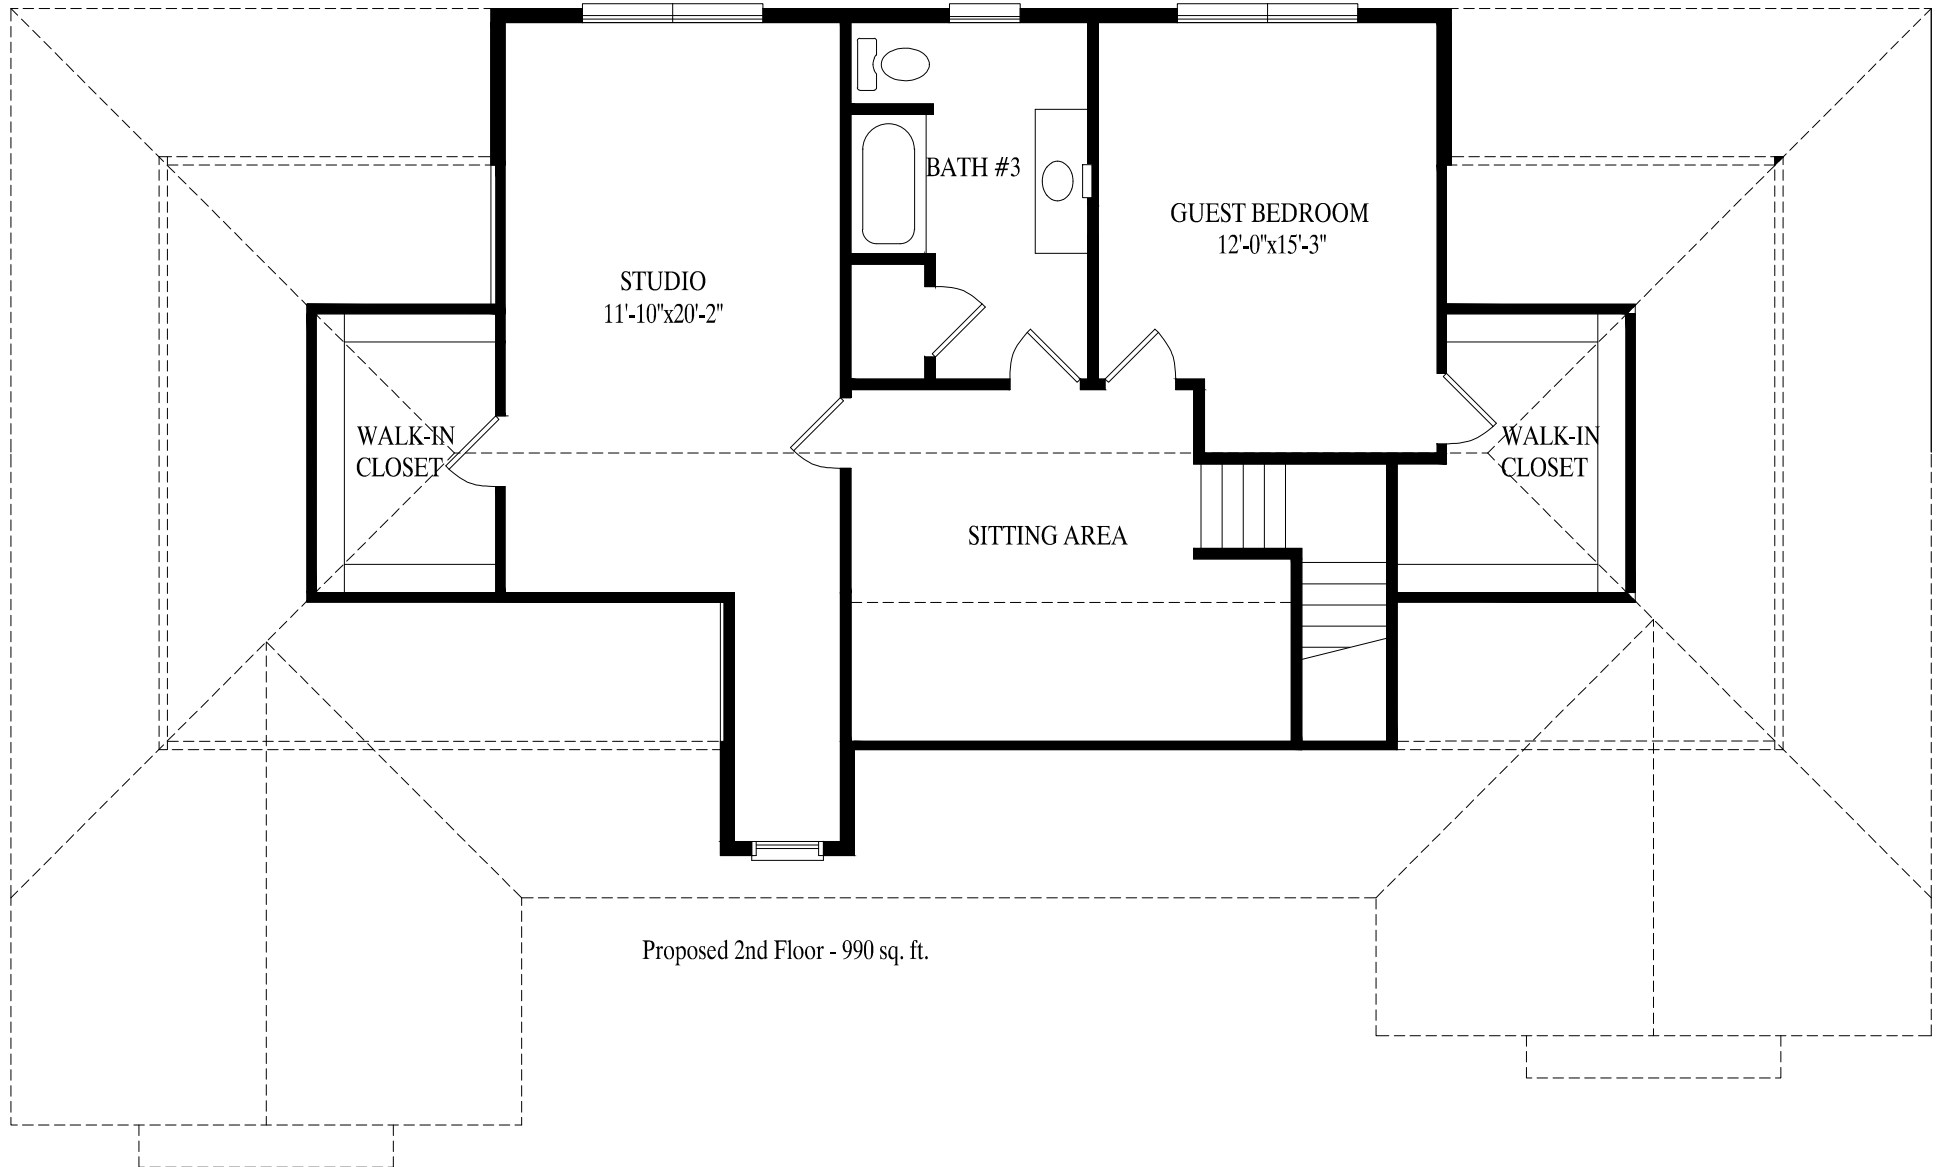 BATH #3
GUEST BEDROOM
12'-0"x15'-3"
STUDIO
11'-10"x20'-2"
WALK-IN
CLOSET
WALK-IN
CLOSET
SITTING AREA
Proposed 2nd Floor - 990 sq. ft.